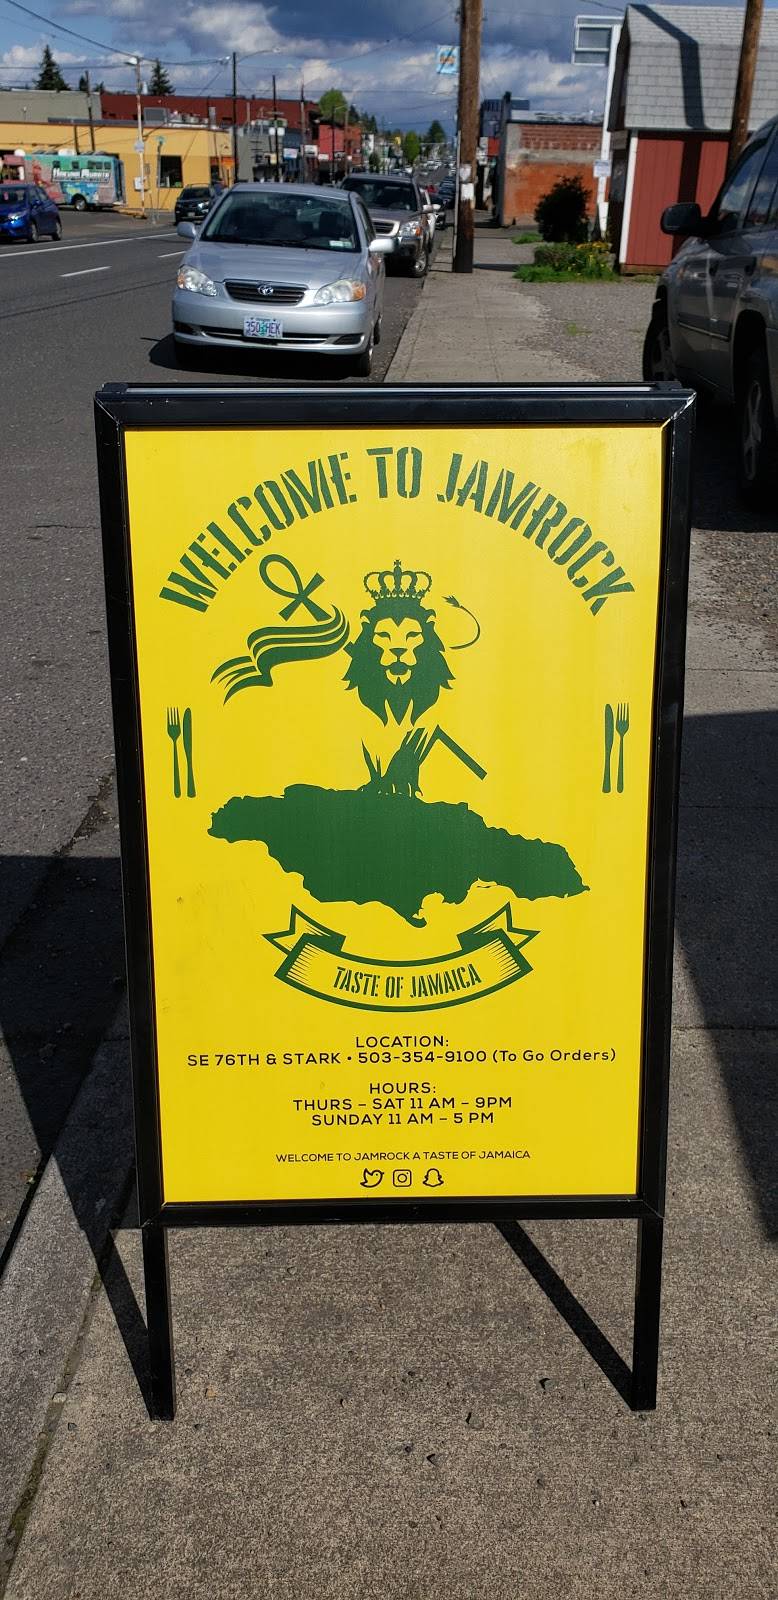 WELCOME TO JAMROCK
TASTE OF JAMAICA
LOCATION:
SE 76TH & STARK • 503-354-9100 (To Go Orders)
HOURS:
THURS – SAT 11 AM – 9PM
SUNDAY 11 AM – 5 PM
WELCOME TO JAMROCK A TASTE OF JAMAICA